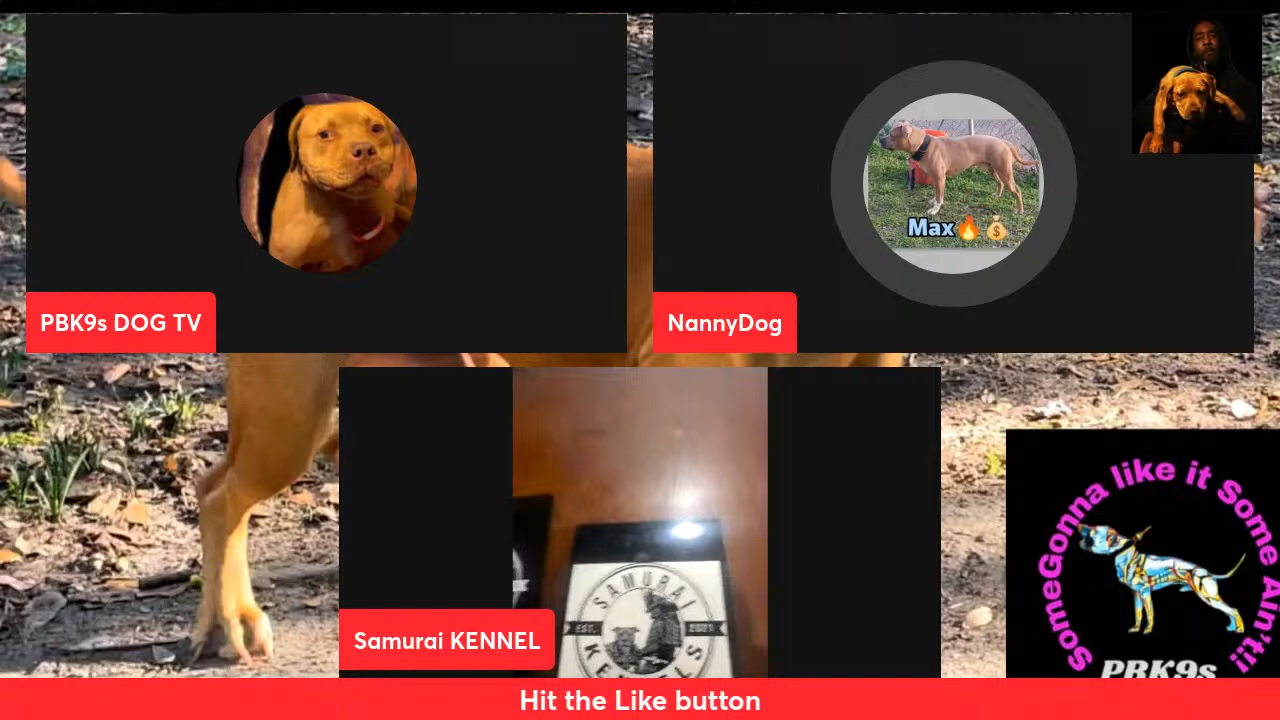 Max🔥💰
PBK9s DOG TV
NannyDog
SomeGonna like it Some Ain't!!
PBK9s
SAMURAI
EST. 2021
KENNELS
Samurai KENNEL
Hit the Like button